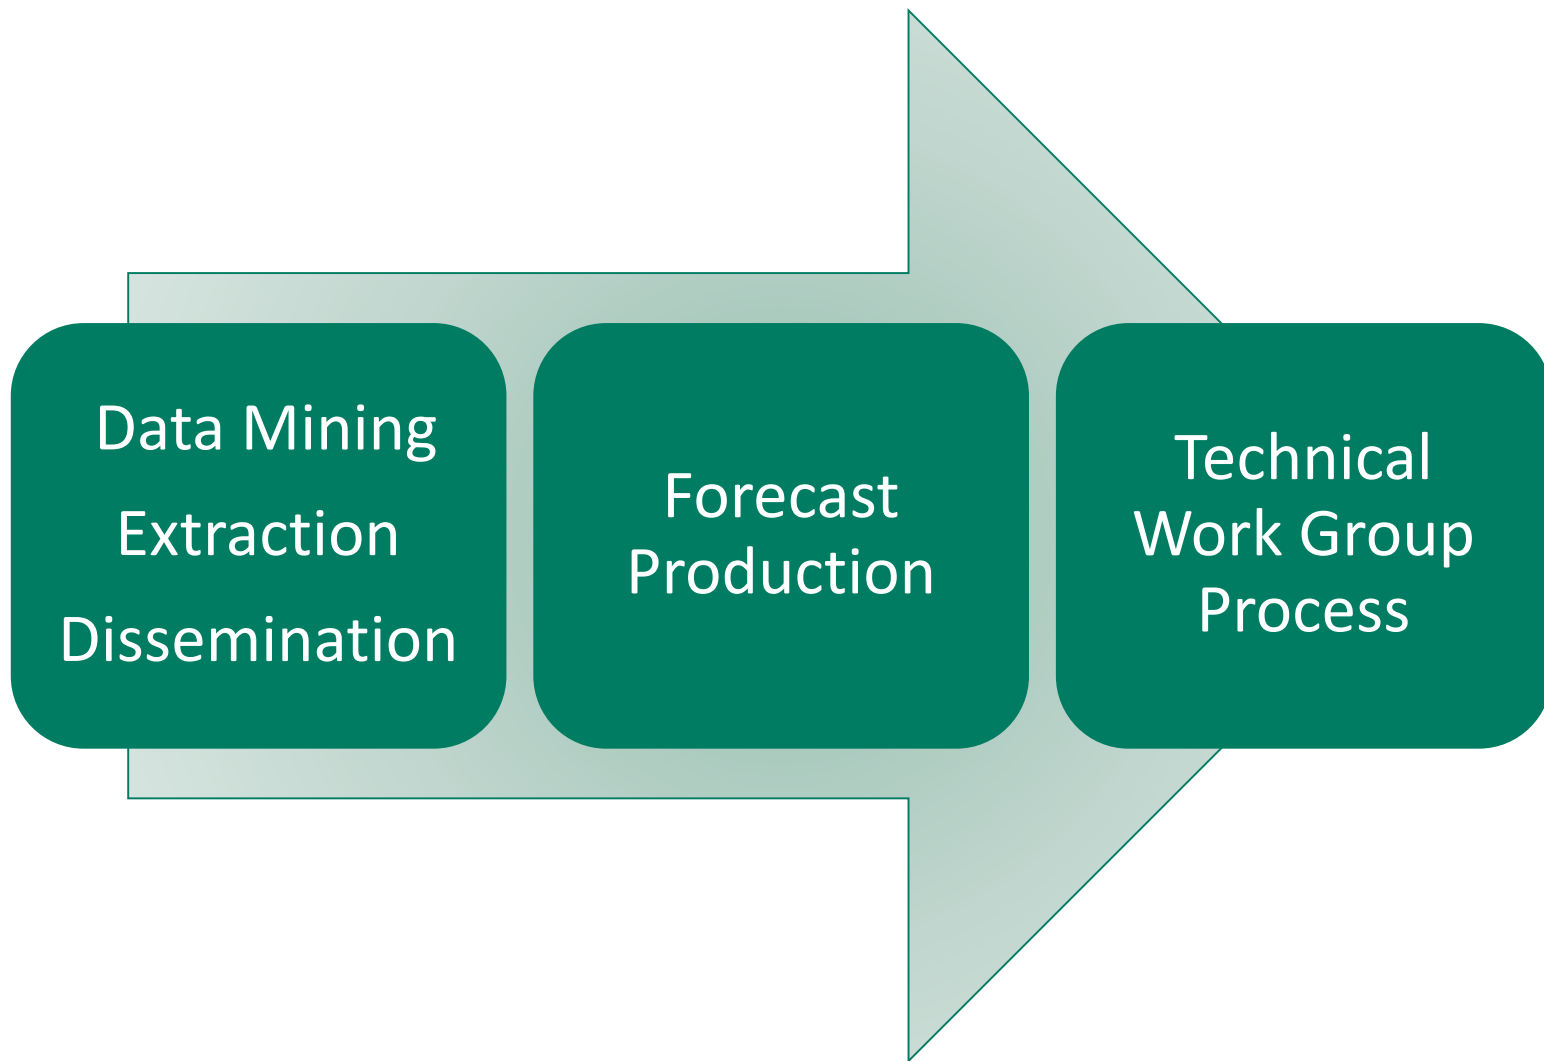 Data Mining
Extraction
Dissemination
Forecast
Production
Technical
Work Group
Process